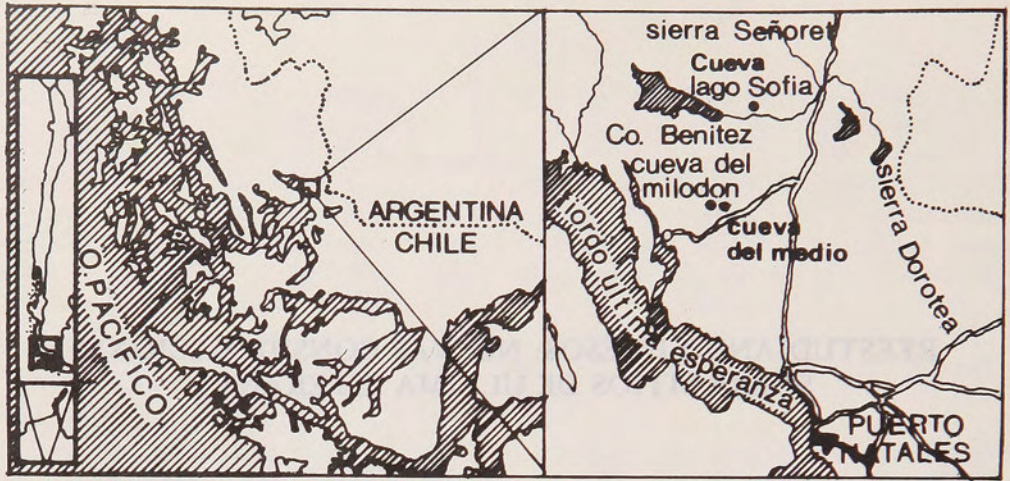 ARGENTINA
CHILE
O. PACIFICO
sierra Señoret
Cueva
lago Sofia
Co. Benitez
cueva del
milodon
cueva
del medio
sierra Dorotea
fiordo ultima esperanza
PUERTO
NATALES